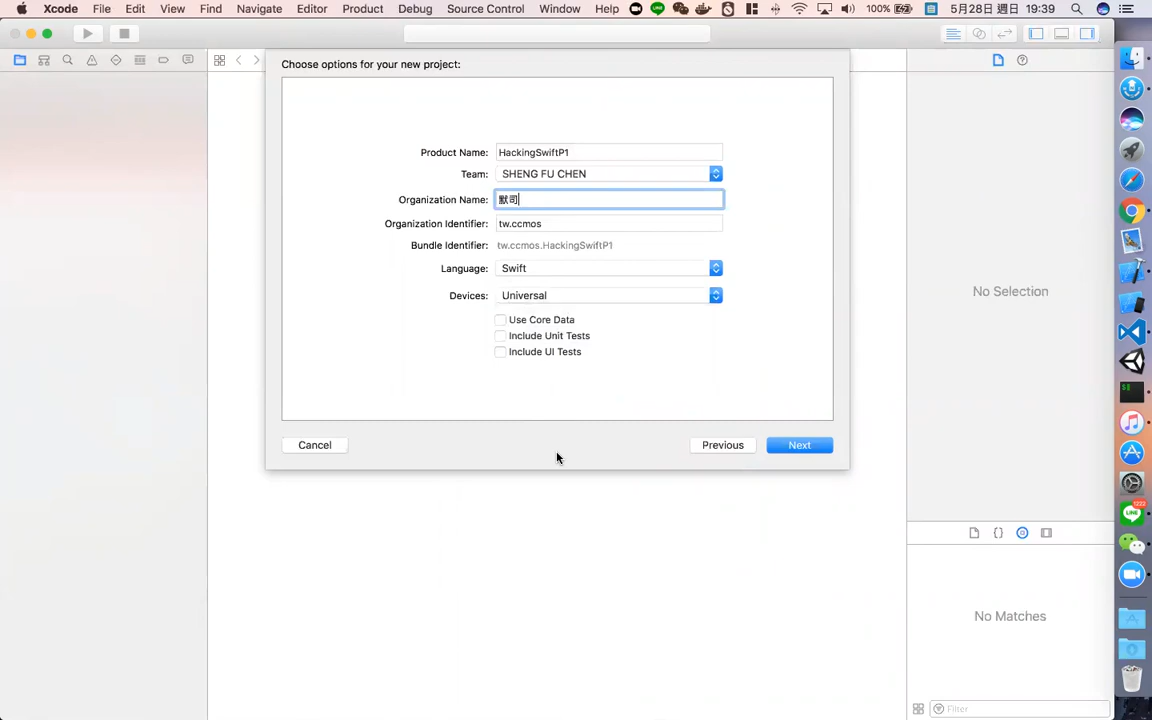 Xcode File Edit View Find Navigate Editor Product Debug Source Control Window Help 100% 5月28日 週日 19:39
Choose options for your new project:
Product Name: HackingSwiftP1
Team: SHENG FU CHEN
Organization Name: 默司
Organization Identifier: tw.ccmos
Bundle Identifier: tw.ccmos.HackingSwiftP1
Language: Swift
Devices: Universal
Use Core Data
Include Unit Tests
Include UI Tests
Cancel Previous Next
No Selection
No Matches
Filter
LINE
1222